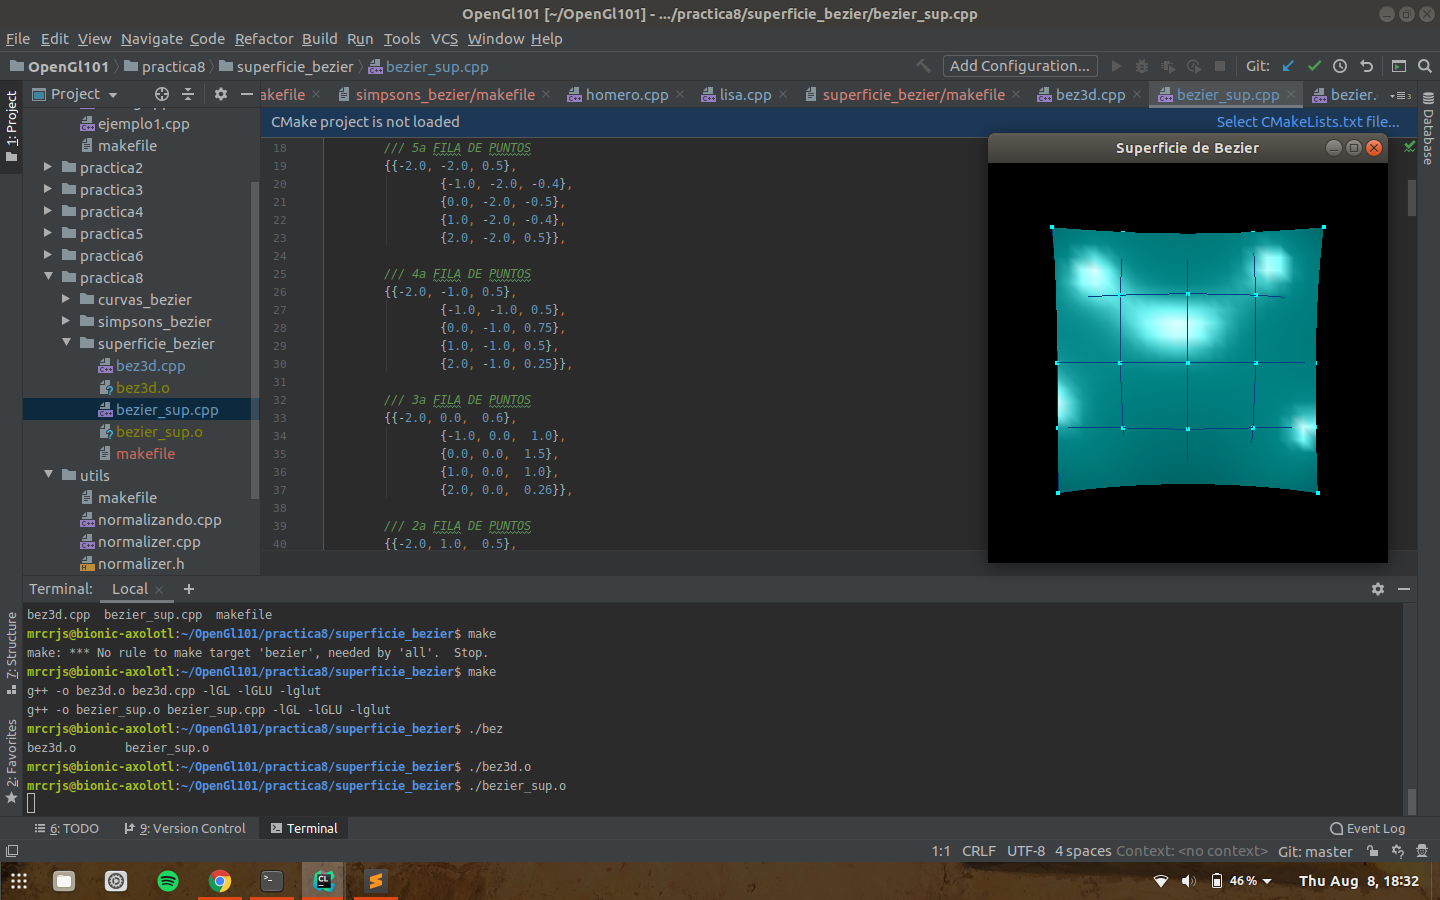 OpenGl101 [~/OpenGl101] - .../practica8/superficie_bezier/bezier_sup.cpp
File Edit View Navigate Code Refactor Build Run Tools VCS Window Help
OpenGl101 practica8 superficie_bezier bezier_sup.cpp Add Configuration... Git:
Project
akefile simpsons_bezier/makefile homero.cpp lisa.cpp superficie_bezier/makefile bez3d.cpp bezier_sup.cpp bezier.
CMake project is not loaded Select CMakeLists.txt file...
1: Project
7: Structure
2: Favorites
Database
ejemplo1.cpp
makefile
practica2
practica3
practica4
practica5
practica6
practica8
curvas_bezier
simpsons_bezier
superficie_bezier
bez3d.cpp
bez3d.o
bezier_sup.cpp
bezier_sup.o
makefile
utils
makefile
normalizando.cpp
normalizer.cpp
normalizer.h
18 /// 5a FILA DE PUNTOS
19 {{-2.0, -2.0, 0.5},
20 {-1.0, -2.0, -0.4},
21 {0.0, -2.0, -0.5},
22 {1.0, -2.0, -0.4},
23 {2.0, -2.0, 0.5}},
24
25 /// 4a FILA DE PUNTOS
26 {{-2.0, -1.0, 0.5},
27 {-1.0, -1.0, 0.5},
28 {0.0, -1.0, 0.75},
29 {1.0, -1.0, 0.5},
30 {2.0, -1.0, 0.25}},
31
32 /// 3a FILA DE PUNTOS
33 {{-2.0, 0.0, 0.6},
34 {-1.0, 0.0, 1.0},
35 {0.0, 0.0, 1.5},
36 {1.0, 0.0, 1.0},
37 {2.0, 0.0, 0.26}},
38
39 /// 2a FILA DE PUNTOS
40 {{-2.0, 1.0, 0.5},
Superficie de Bezier
Terminal: Local
bez3d.cpp bezier_sup.cpp makefile
mrcrjs@bionic-axolotl:~/OpenGl101/practica8/superficie_bezier$ make
make: *** No rule to make target 'bezier', needed by 'all'. Stop.
mrcrjs@bionic-axolotl:~/OpenGl101/practica8/superficie_bezier$ make
g++ -o bez3d.o bez3d.cpp -lGL -lGLU -lglut
g++ -o bezier_sup.o bezier_sup.cpp -lGL -lGLU -lglut
mrcrjs@bionic-axolotl:~/OpenGl101/practica8/superficie_bezier$ ./bez
bez3d.o bezier_sup.o
mrcrjs@bionic-axolotl:~/OpenGl101/practica8/superficie_bezier$ ./bez3d.o
mrcrjs@bionic-axolotl:~/OpenGl101/practica8/superficie_bezier$ ./bezier_sup.o
6: TODO 9: Version Control Terminal Event Log
1:1 CRLF UTF-8 4 spaces Context: <no context> Git: master
46% Thu Aug 8, 18:32